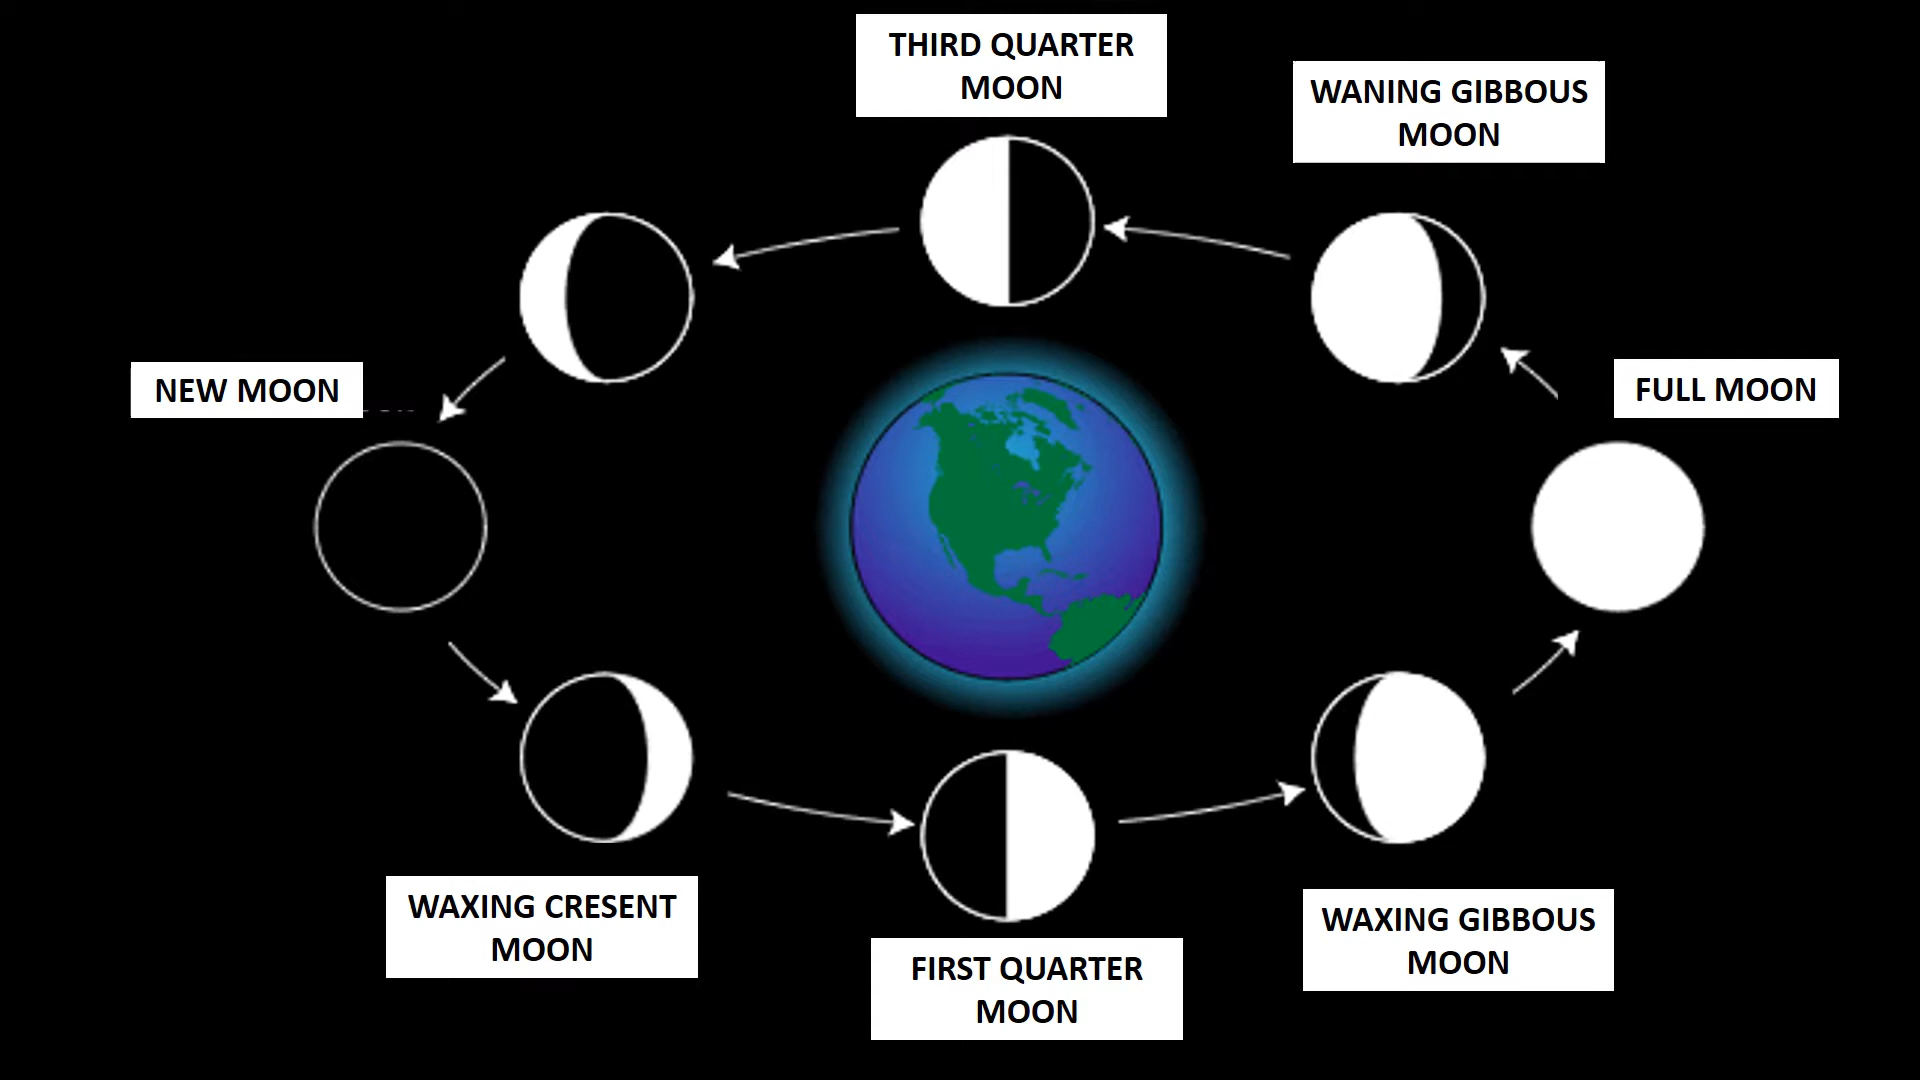 THIRD QUARTER
MOON
WANING GIBBOUS
MOON
NEW MOON
FULL MOON
WAXING CRESENT
MOON
WAXING GIBBOUS
MOON
FIRST QUARTER
MOON